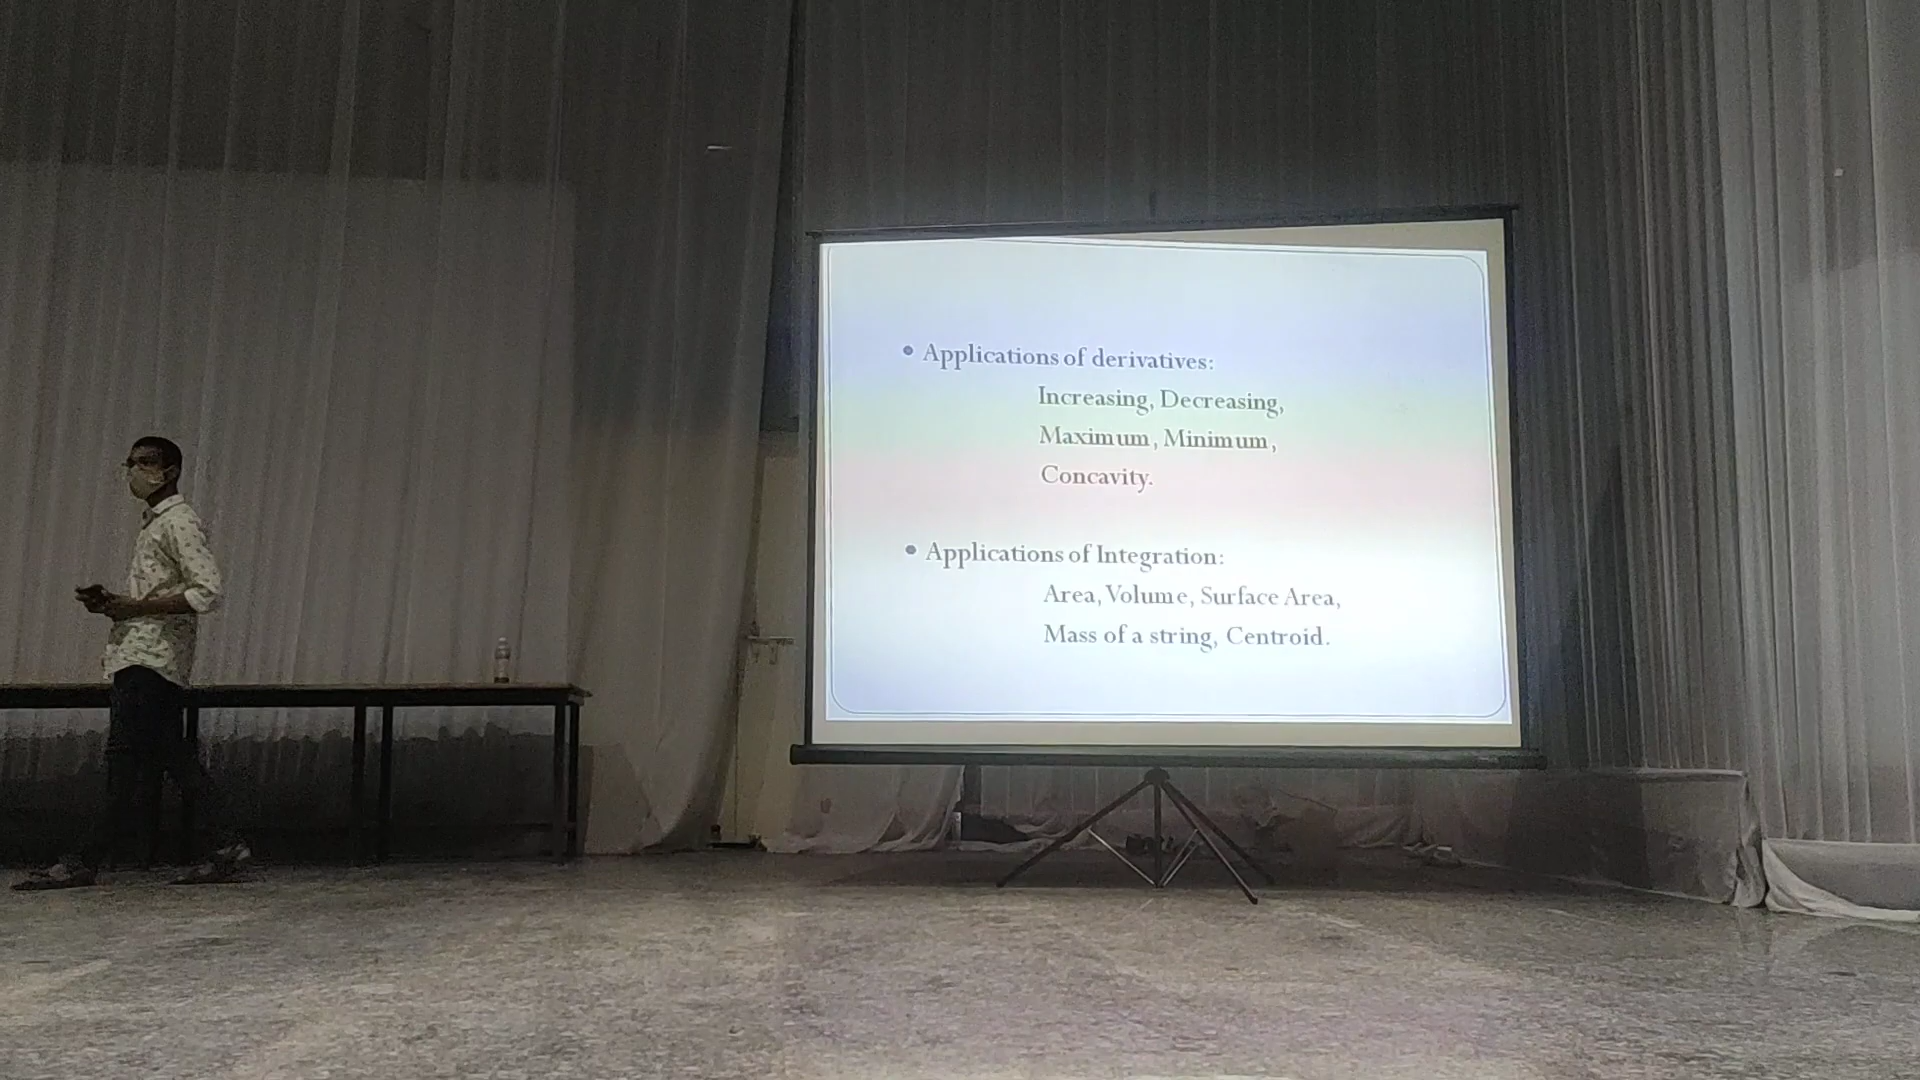 • Applications of derivatives:
Increasing, Decreasing,
Maximum, Minimum,
Concavity.
• Applications of Integration:
Area, Volume, Surface Area,
Mass of a string, Centroid.